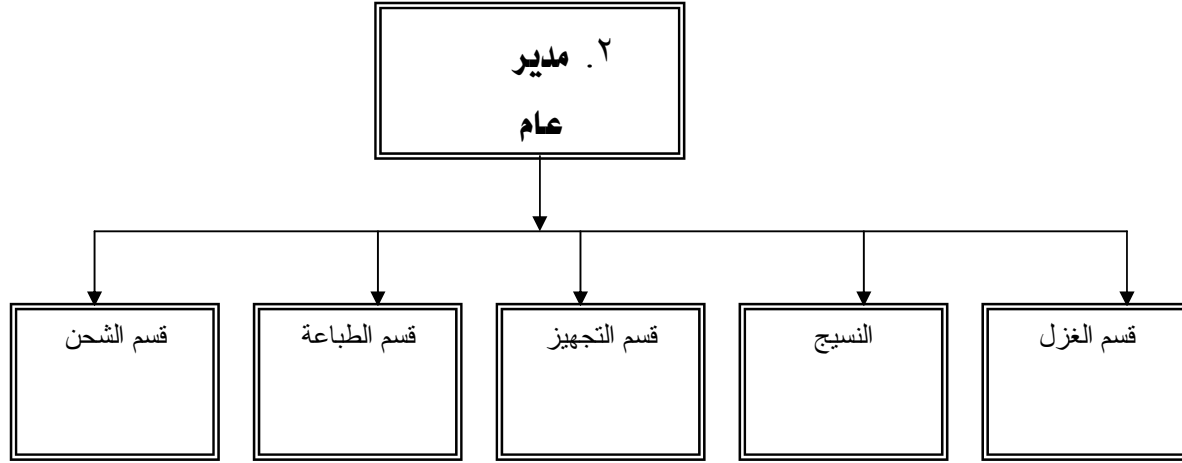 ٢. مدير
عام
قسم الغزل
النسيج
قسم التجهيز
قسم الطباعة
قسم الشحن